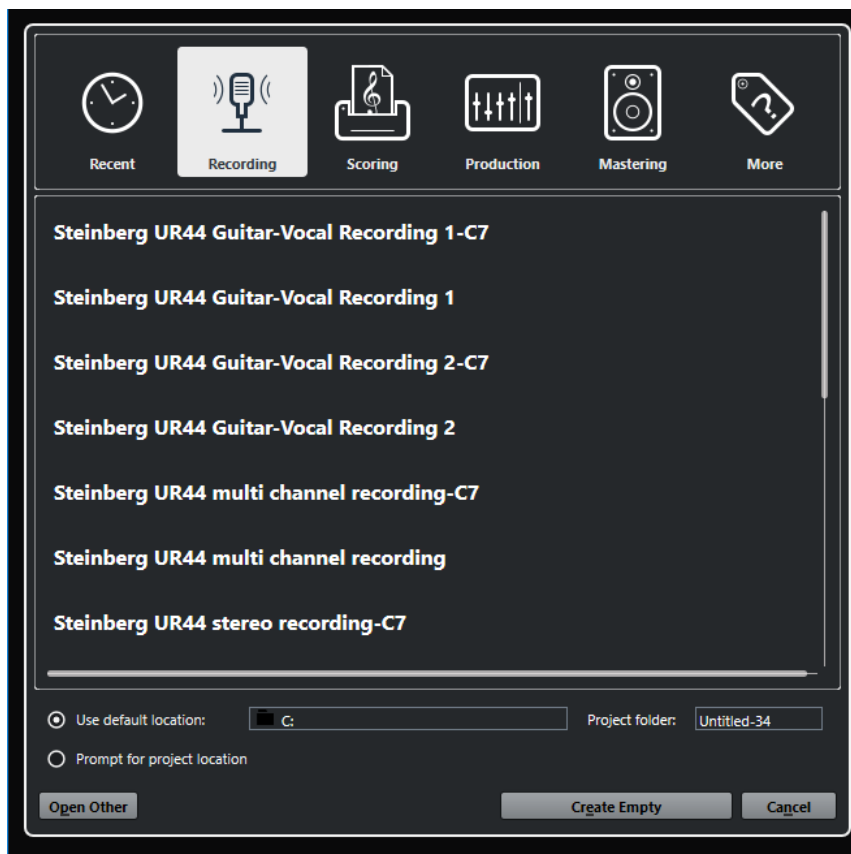 Recent Recording Scoring Production Mastering More
Steinberg UR44 Guitar-Vocal Recording 1-C7
Steinberg UR44 Guitar-Vocal Recording 1
Steinberg UR44 Guitar-Vocal Recording 2-C7
Steinberg UR44 Guitar-Vocal Recording 2
Steinberg UR44 multi channel recording-C7
Steinberg UR44 multi channel recording
Steinberg UR44 stereo recording-C7
Use default location: C: Project folder: Untitled-34
Prompt for project location
Open Other Create Empty Cancel